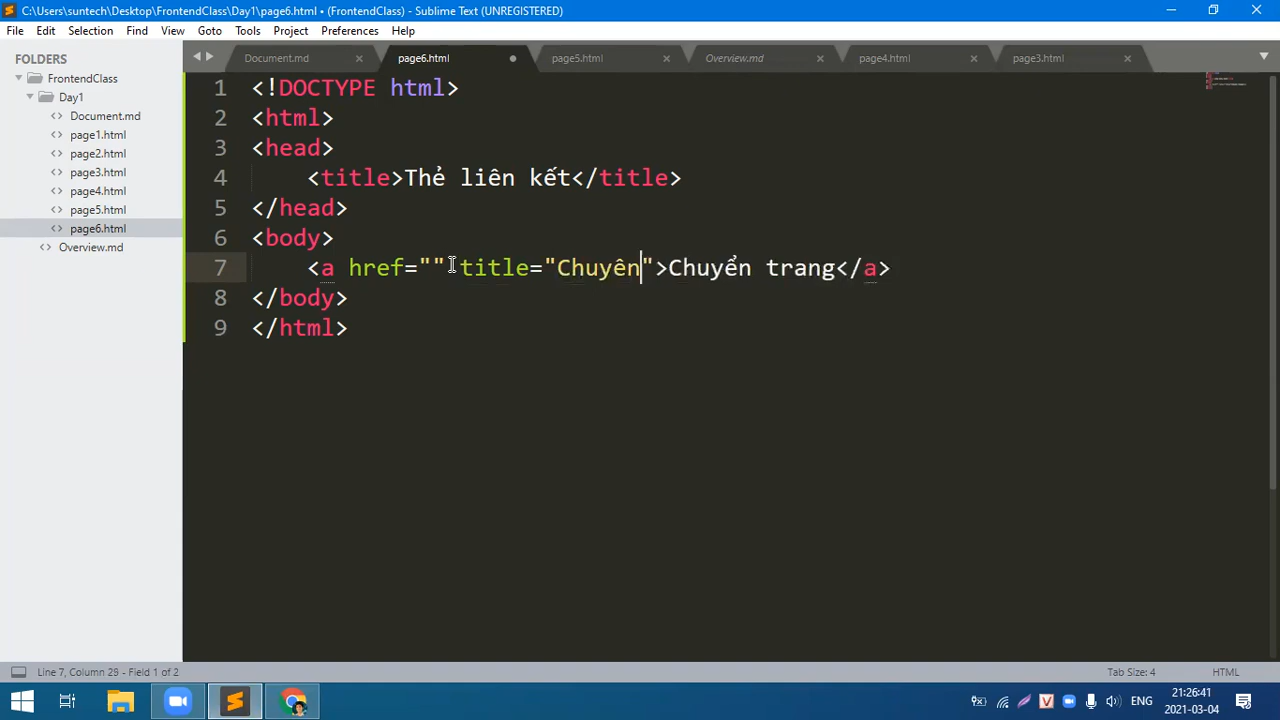 C:\Users\suntech\Desktop\FrontendClass\Day1\page6.html • (FrontendClass) - Sublime Text (UNREGISTERED)
File Edit Selection Find View Goto Tools Project Preferences Help
FOLDERS
FrontendClass
Day1
Document.md
page1.html
page2.html
page3.html
page4.html
page5.html
page6.html
Overview.md
Document.md page6.html page5.html Overview.md page4.html page3.html
1 <!DOCTYPE html>
2 <html>
3 <head>
4 <title>Thẻ liên kết</title>
5 </head>
6 <body>
7 <a href="" title="Chuyên">Chuyển trang</a>
8 </body>
9 </html>
Line 7, Column 29 - Field 1 of 2
Tab Size: 4 HTML
ENG
21:26:41
2021-03-04